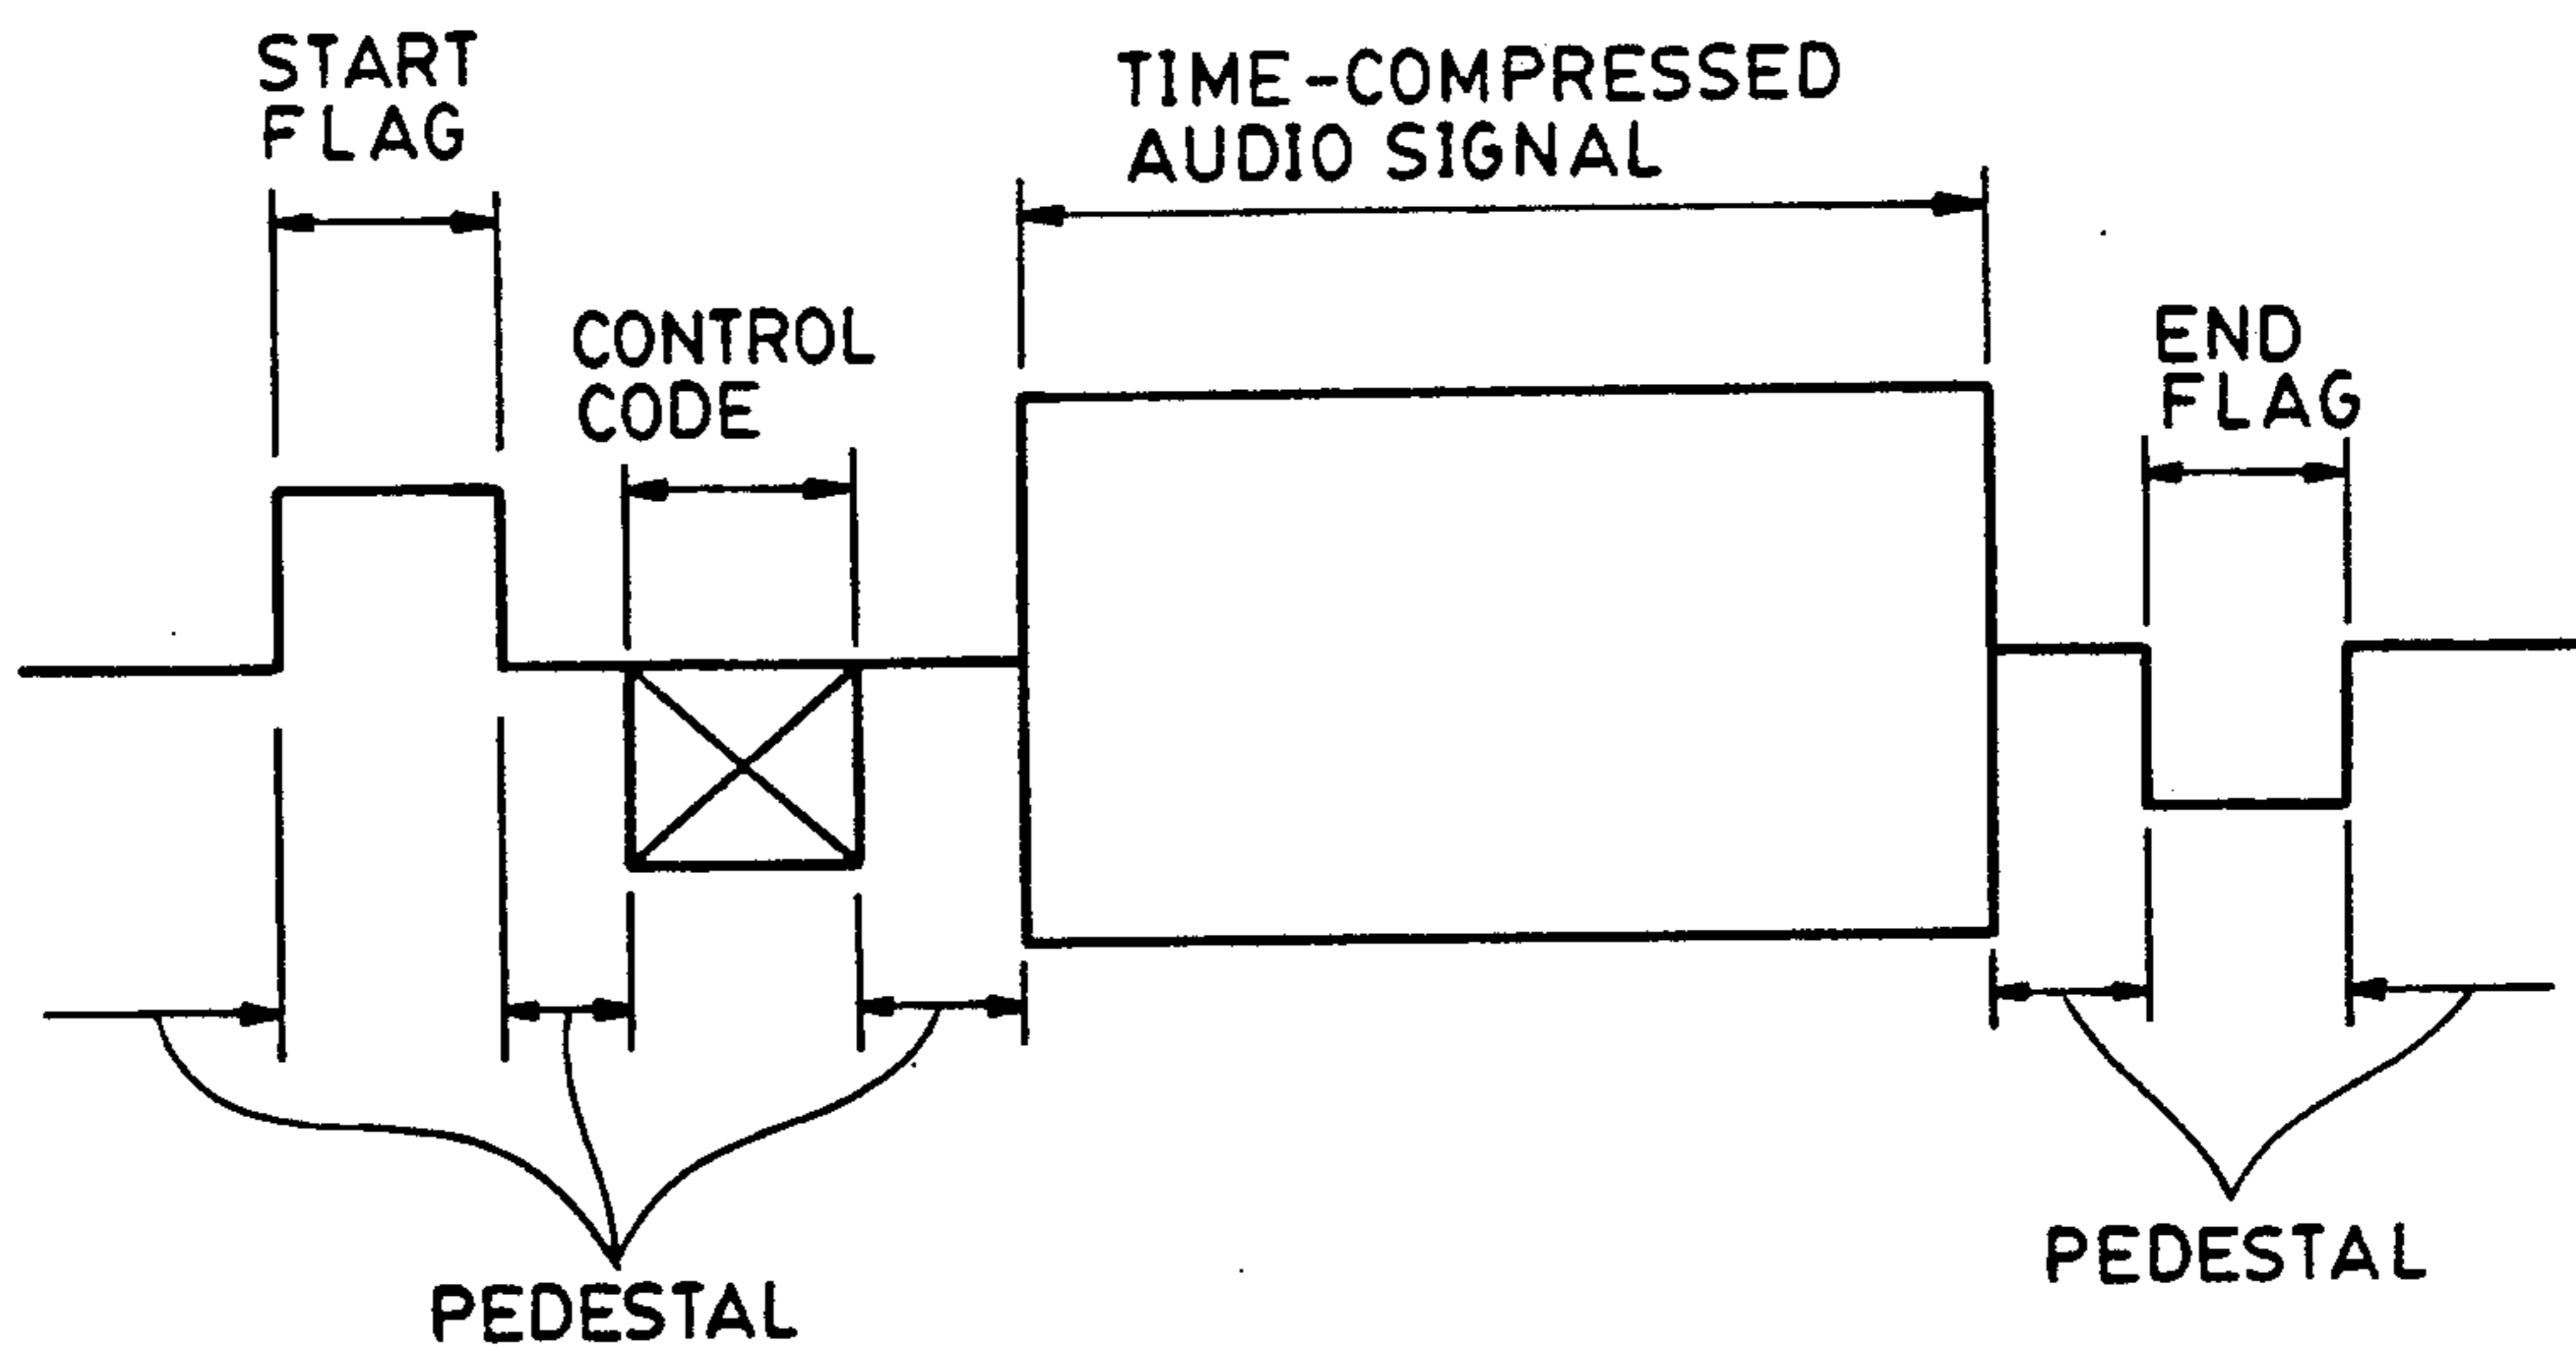 START
FLAG
TIME-COMPRESSED
AUDIO SIGNAL
CONTROL
CODE
END
FLAG
PEDESTAL
PEDESTAL